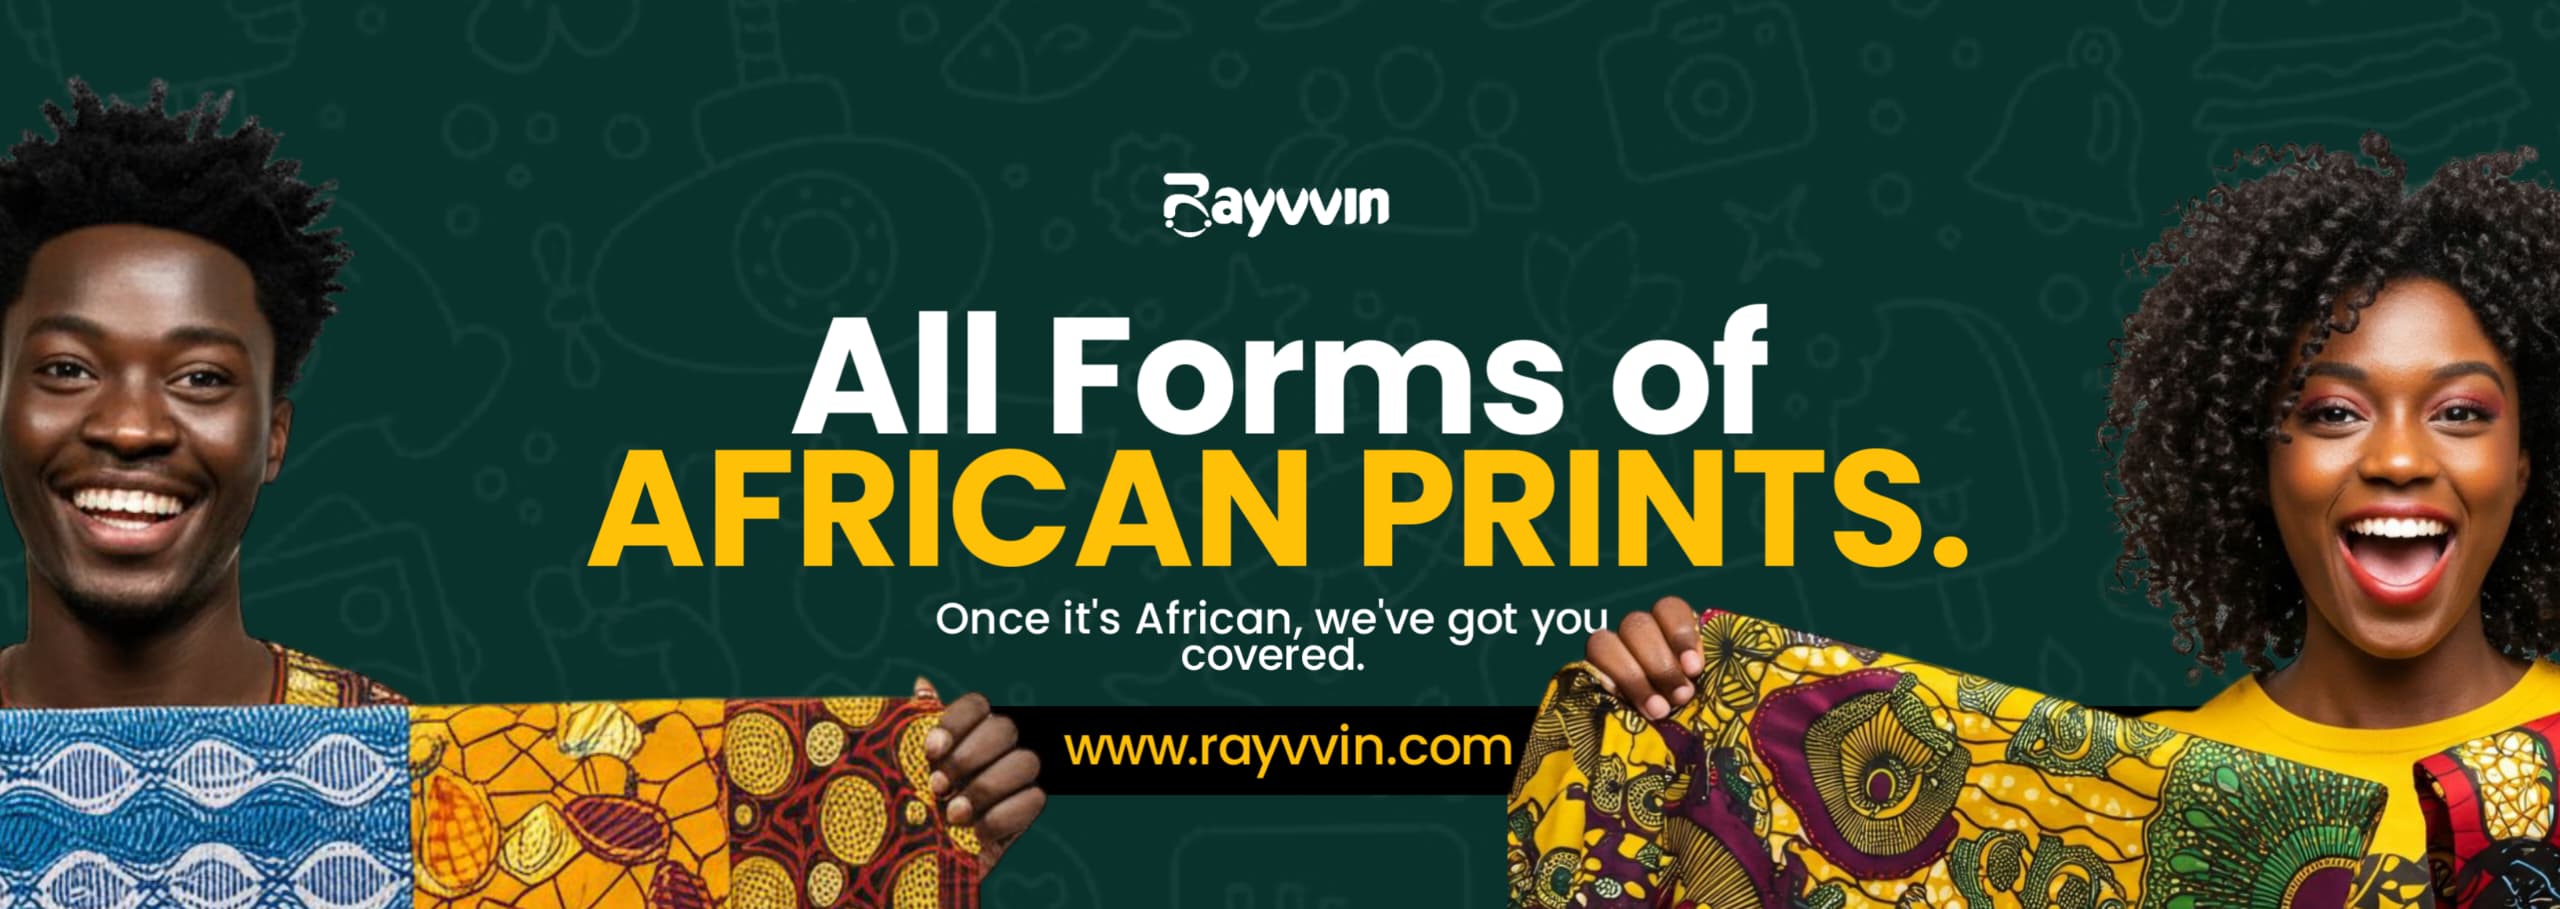 Rayvvin
All Forms of
AFRICAN PRINTS.
Once it's African, we've got you
covered.
www.rayvvin.com